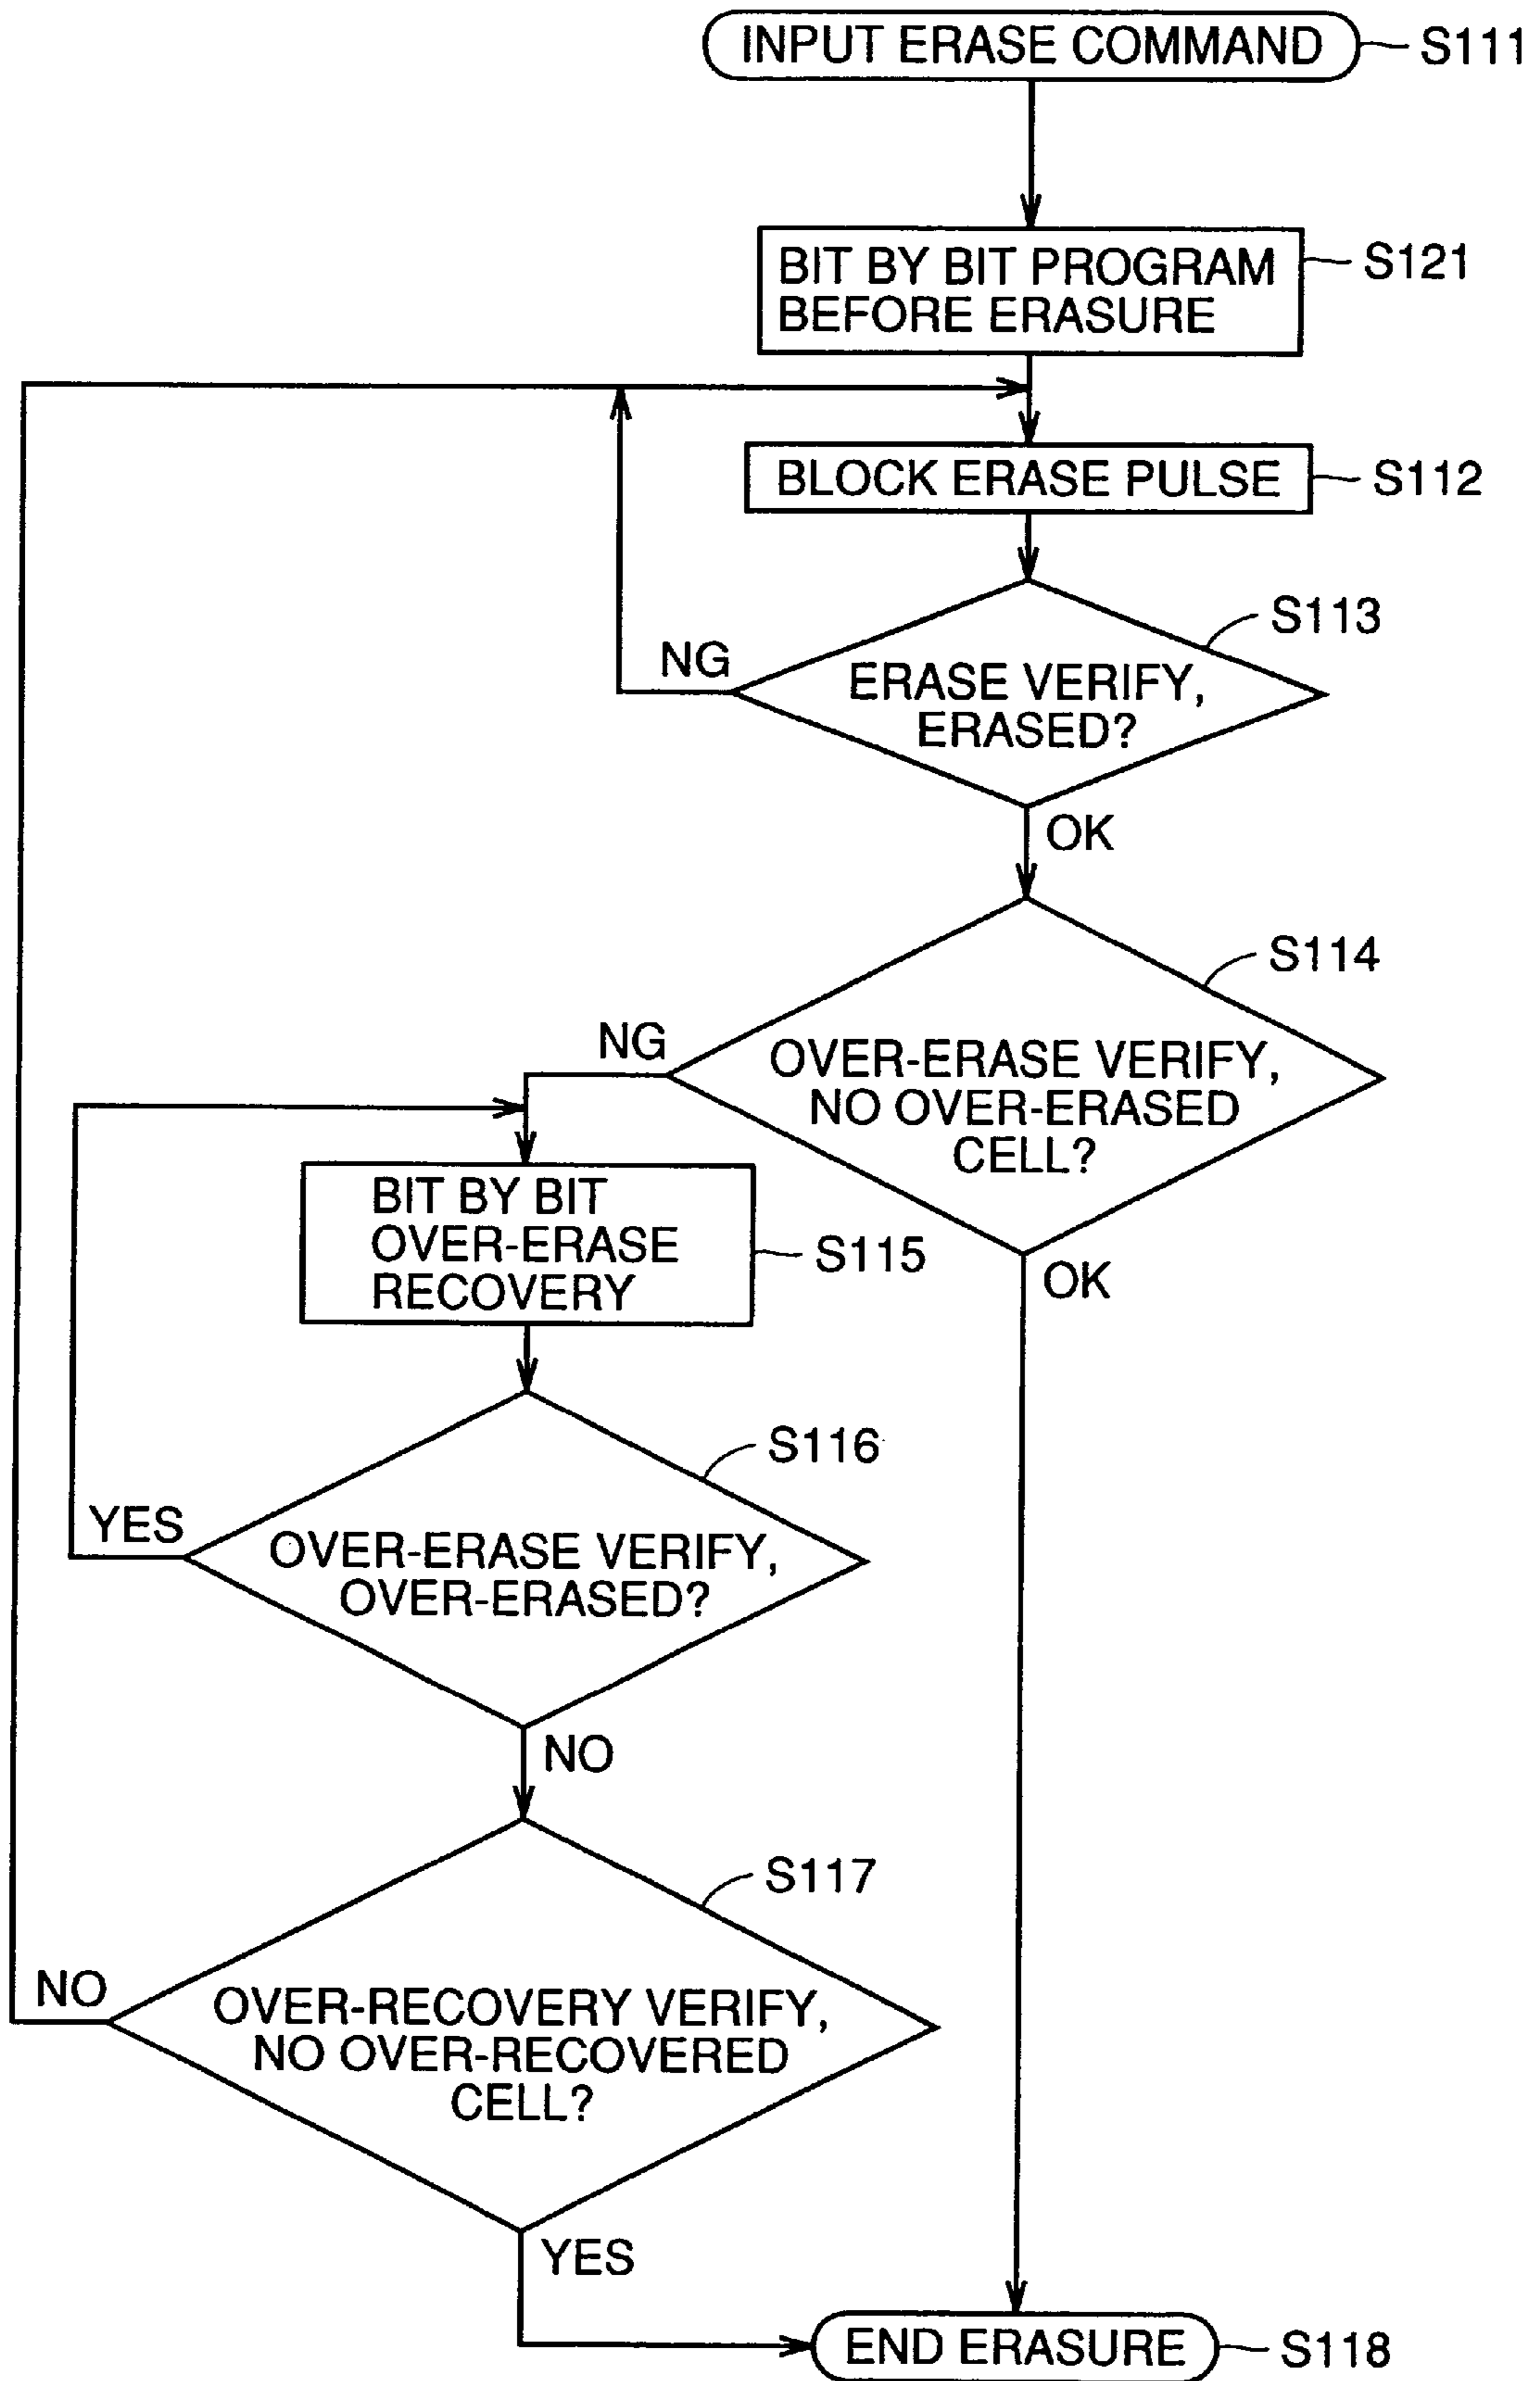 INPUT ERASE COMMAND
S111
BIT BY BIT PROGRAM
BEFORE ERASURE
S121
BLOCK ERASE PULSE
S112
S113
NG
ERASE VERIFY,
ERASED?
OK
S114
NG
OVER-ERASE VERIFY,
NO OVER-ERASED
CELL?
OK
BIT BY BIT
OVER-ERASE
RECOVERY
S115
S116
YES
OVER-ERASE VERIFY,
OVER-ERASED?
NO
S117
NO
OVER-RECOVERY VERIFY,
NO OVER-RECOVERED
CELL?
YES
END ERASURE
S118